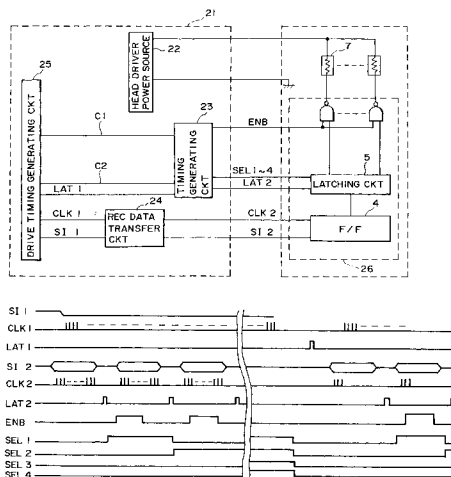 21
25
DRIVE TIMING GENERATING CKT
HEAD DRIVER
POWER SOURCE
22
7
C1
23
TIMING
GENERATING
CKT
ENB
C2
LAT 1
SEL 1~4
LAT 2
5
LATCHING CKT
24
CLK 1
REC DATA
TRANSFER
CKT
CLK 2
4
F/F
SI 1
SI 2
26
SI 1
CLK 1
LAT 1
SI 2
CLK 2
LAT 2
ENB
SEL 1
SEL 2
SEL 3
SEL 4